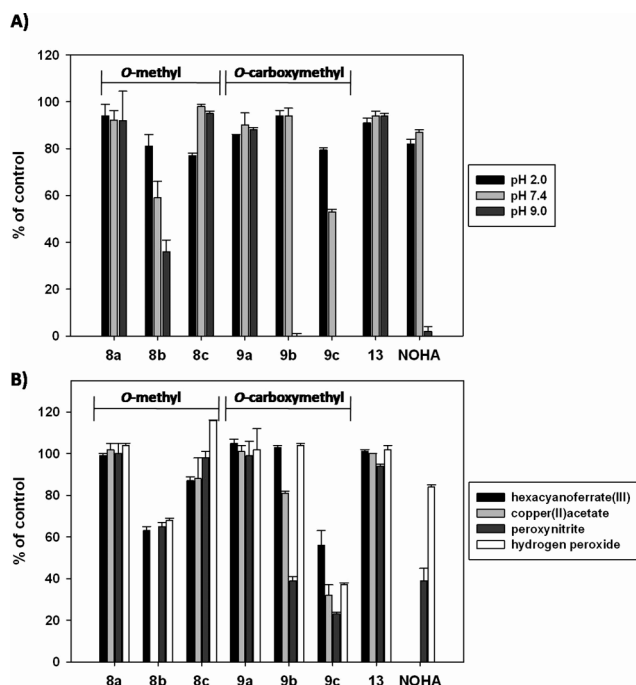 A)
O-methyl O-carboxymethyl
120
100
80
60
40
20
0
% of control
8a 8b 8c 9a 9b 9c 13 NOHA
pH 2.0
pH 7.4
pH 9.0
B)
O-methyl O-carboxymethyl
120
100
80
60
40
20
0
% of control
8a 8b 8c 9a 9b 9c 13 NOHA
hexacyanoferrate(III)
copper(II)acetate
peroxynitrite
hydrogen peroxide